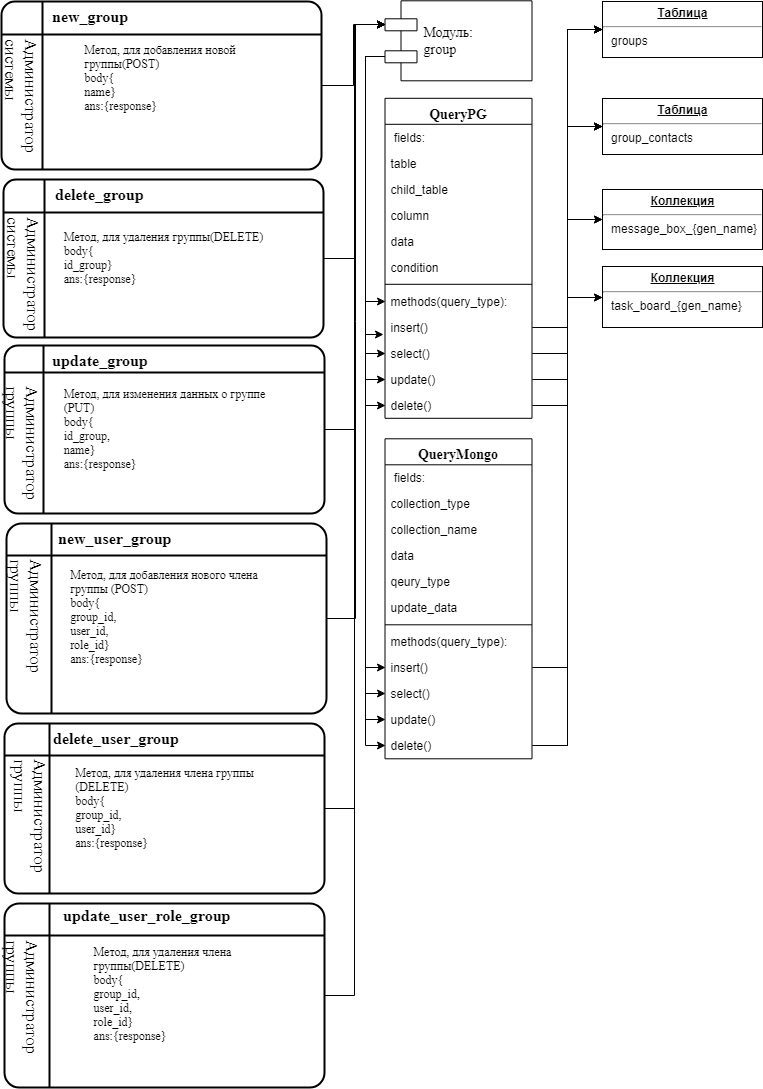 new_group
Администратор
системы
Метод, для добавления новой
группы(POST)
body{
name}
ans:{response}
delete_group
Администратор
системы
Метод, для удаления группы(DELETE)
body{
id_group}
ans:{response}
update_group
Администратор
группы
Метод, для изменения данных о группе
(PUT)
body{
id_group,
name}
ans:{response}
new_user_group
Администратор
группы
Метод, для добавления нового члена
группы (POST)
body{
group_id,
user_id,
role_id}
ans:{response}
delete_user_group
Администратор
группы
Метод, для удаления члена группы
(DELETE)
body{
group_id,
user_id}
ans:{response}
update_user_role_group
Администратор
группы
Метод, для удаления члена
группы(DELETE)
body{
group_id,
user_id,
role_id}
ans:{response}
Модуль:
group
QueryPG
fields:
table
child_table
column
data
condition
methods(query_type):
insert()
select()
update()
delete()
QueryMongo
fields:
collection_type
collection_name
data
qeury_type
update_data
methods(query_type):
insert()
select()
update()
delete()
Таблица
groups
Таблица
group_contacts
Коллекция
message_box_{gen_name}
Коллекция
task_board_{gen_name}